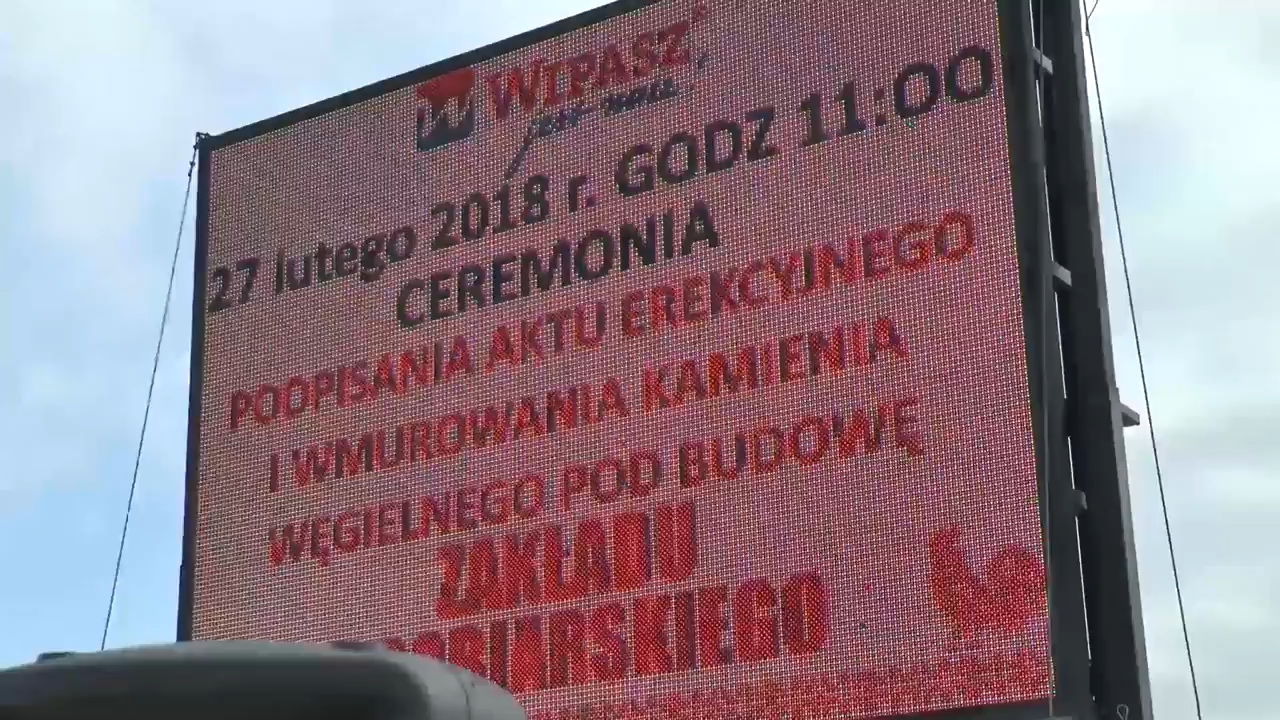 WIPASZ
27 lutego 2018 r. GODZ 11:00
CEREMONIA
PODPISANIA AKTU EREKCYJNEGO
I WMUROWANIA KAMIENIA
WĘGIELNEGO POD BUDOWĘ
ZAKŁADU